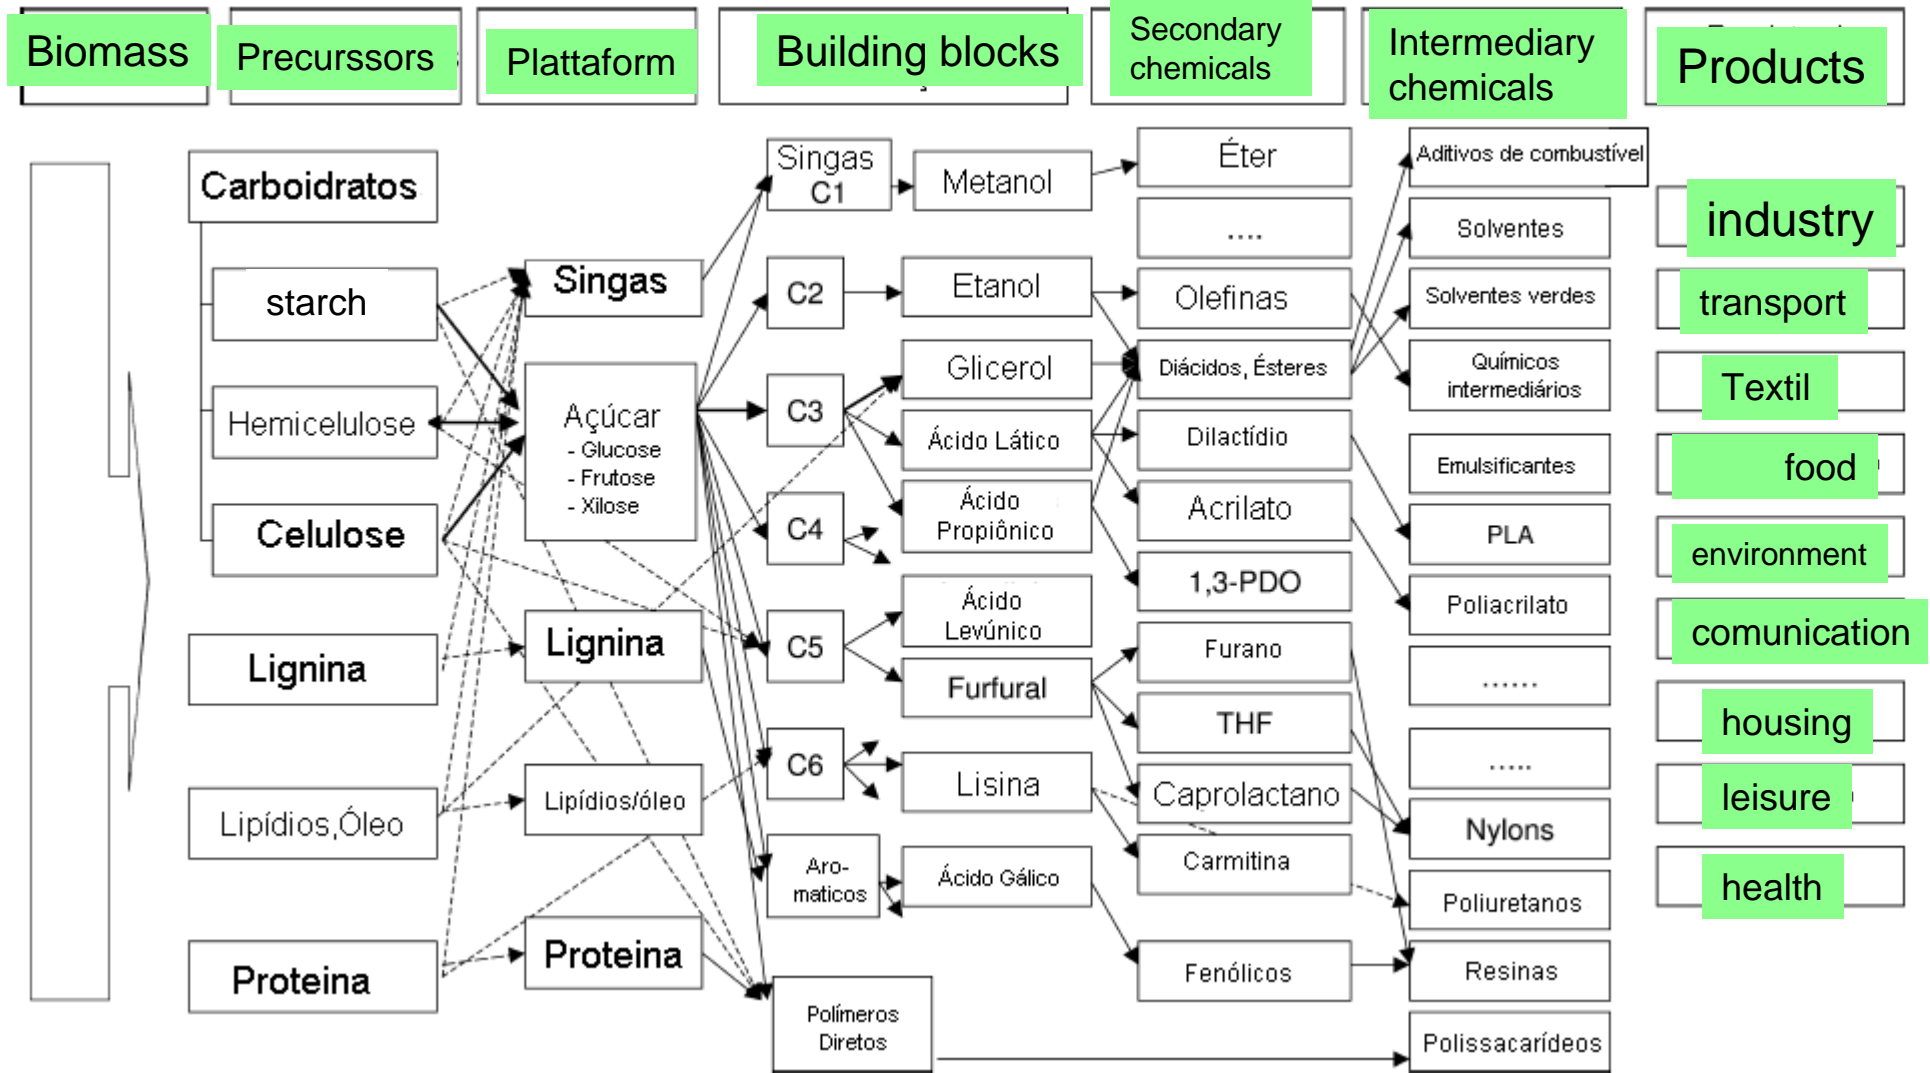 Biomass
Precurssors
Plattaform
Building blocks
Secondary
chemicals
Intermediary
chemicals
Products
Carboidratos
starch
Hemicelulose
Celulose
Lignina
Lipídios,Óleo
Proteina
Singas
Açúcar
- Glucose
- Frutose
- Xilose
Lignina
Lipídios/óleo
Proteina
Singas
C1
C2
C3
C4
C5
C6
Aro-
maticos
Polímeros
Diretos
Metanol
Etanol
Glicerol
Ácido Lático
Ácido
Propiônico
Ácido
Levúnico
Furfural
Lisina
Ácido Gálico
Éter
....
Olefinas
Diácidos, Ésteres
Dilactídio
Acrilato
1,3-PDO
Furano
THF
Caprolactano
Carmitina
Fenólicos
Aditivos de combustível
Solventes
Solventes verdes
Químicos
intermediários
Emulsificantes
PLA
Poliacrilato
......
.....
Nylons
Poliuretanos
Resinas
Polissacarídeos
industry
transport
Textil
food
environment
comunication
housing
leisure
health